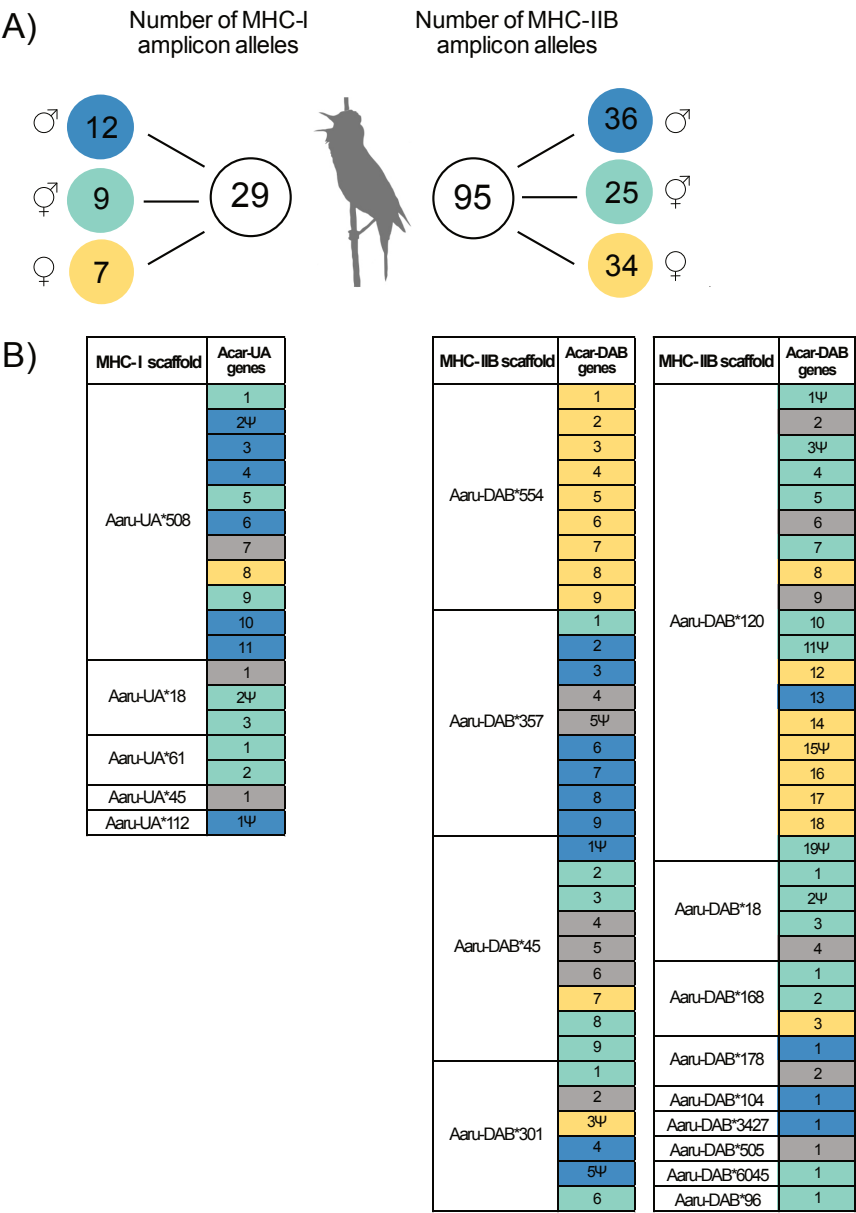 A)
Number of MHC-I
amplicon alleles
Number of MHC-IIB
amplicon alleles
♂ 12
⚥ 9
♀ 7
29
95
36 ♂
25 ⚥
34 ♀
B)
MHC-I scaffold Acar-UA genes
Aaru-UA*508
1
2Ψ
3
4
5
6
7
8
9
10
11
Aaru-UA*18
1
2Ψ
3
Aaru-UA*61
1
2
Aaru-UA*45 1
Aaru-UA*112 1Ψ
MHC-IIB scaffold Acar-DAB genes
Aaru-DAB*554
1
2
3
4
5
6
7
8
9
Aaru-DAB*357
1
2
3
4
5Ψ
6
7
8
9
Aaru-DAB*45
1Ψ
2
3
4
5
6
7
8
9
Aaru-DAB*301
1
2
3Ψ
4
5Ψ
6
MHC-IIB scaffold Acar-DAB genes
Aaru-DAB*120
1Ψ
2
3Ψ
4
5
6
7
8
9
10
11Ψ
12
13
14
15Ψ
16
17
18
19Ψ
Aaru-DAB*18
1
2Ψ
3
4
Aaru-DAB*168
1
2
3
Aaru-DAB*178
1
2
Aaru-DAB*104 1
Aaru-DAB*3427 1
Aaru-DAB*505 1
Aaru-DAB*6045 1
Aaru-DAB*96 1